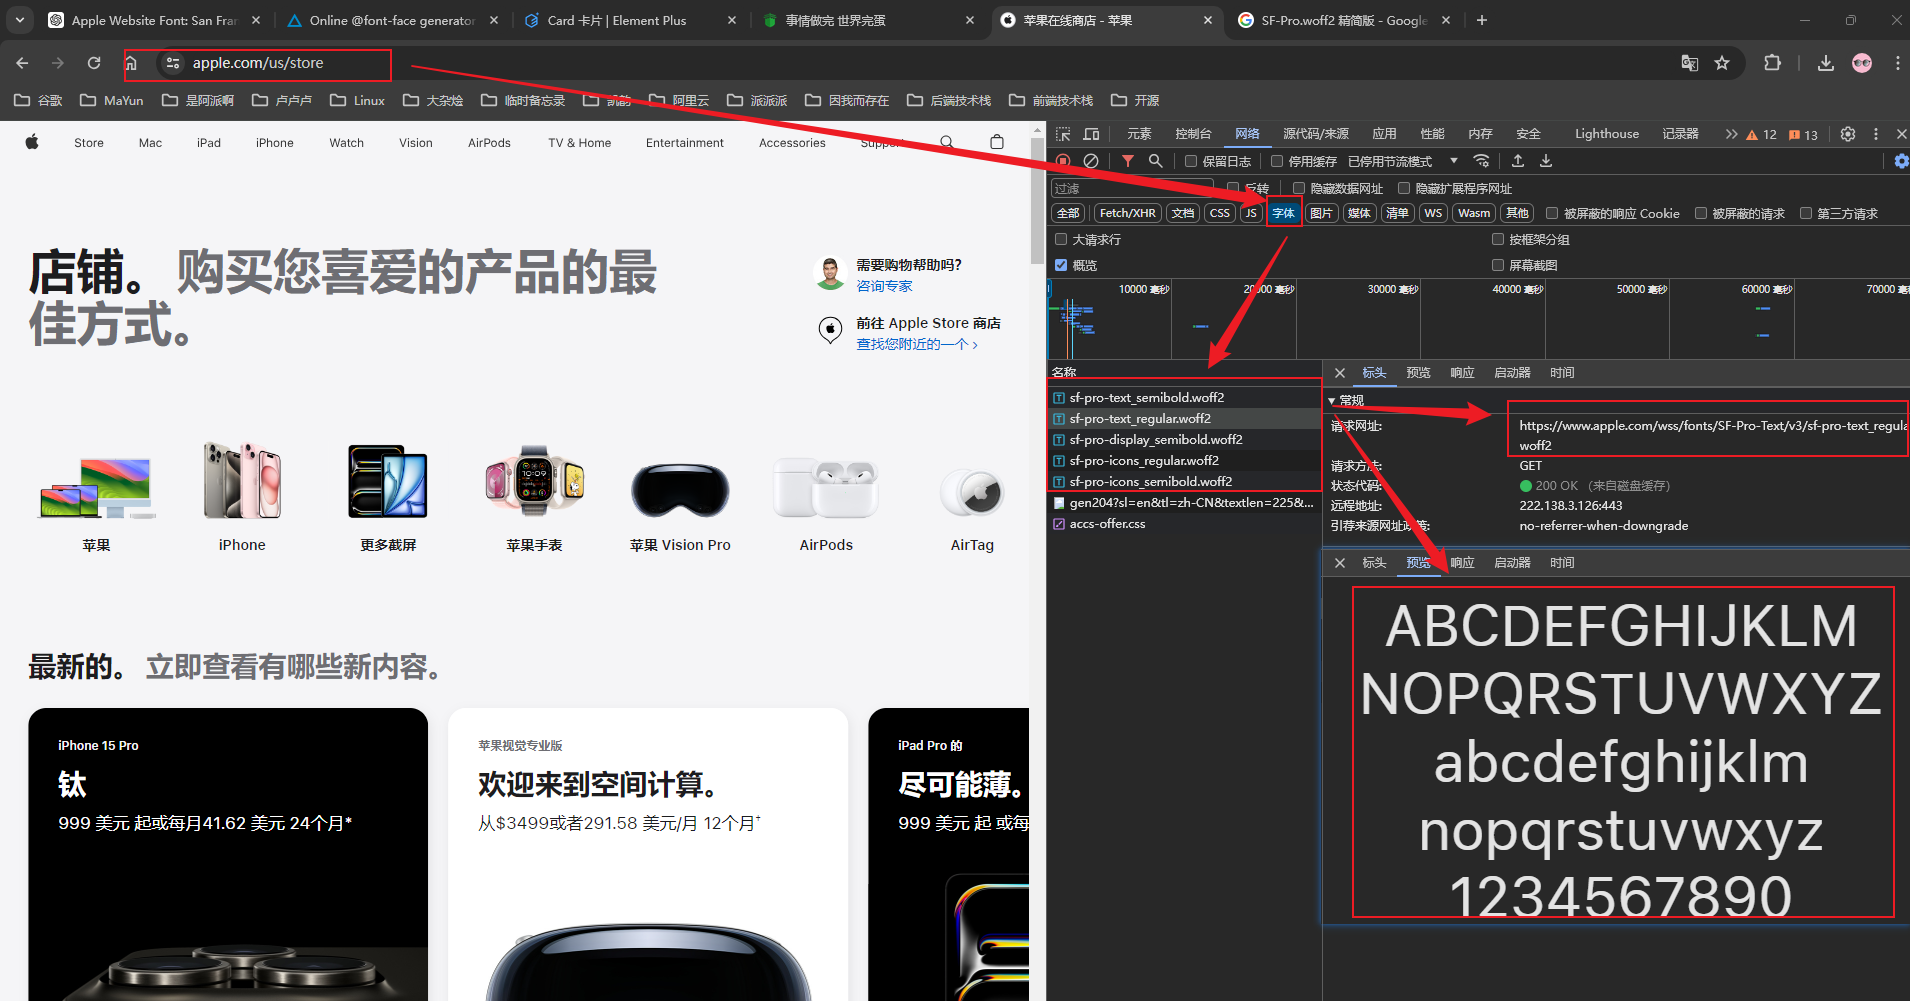 Apple Website Font: San Fran
Online @font-face generator
Card 卡片 | Element Plus
事情做完 世界完蛋
苹果在线商店 - 苹果
SF-Pro.woff2 精简版 - Google
apple.com/us/store
谷歌
MaYun
是阿派啊
卢卢卢
Linux
大杂烩
临时备忘录
凯韵
阿里云
派派派
因我而存在
后端技术栈
前端技术栈
开源
Store
Mac
iPad
iPhone
Watch
Vision
AirPods
TV & Home
Entertainment
Accessories
Support
店铺。 购买您喜爱的产品的最
佳方式。
需要购物帮助吗?
咨询专家
前往 Apple Store 商店
查找您附近的一个 ›
苹果
iPhone
更多截屏
苹果手表
苹果 Vision Pro
AirPods
AirTag
最新的。 立即查看有哪些新内容。
iPhone 15 Pro
钛
999 美元 起或每月41.62 美元 24个月*
苹果视觉专业版
欢迎来到空间计算。
从$3499或者291.58 美元/月 12个月†
iPad Pro 的
尽可能薄。
999 美元 起 或每
元素
控制台
网络
源代码/来源
应用
性能
内存
安全
Lighthouse
记录器
12
13
保留日志
停用缓存
已停用节流模式
过滤
反转
隐藏数据网址
隐藏扩展程序网址
全部
Fetch/XHR
文档
CSS
JS
字体
图片
媒体
清单
WS
Wasm
其他
被屏蔽的响应 Cookie
被屏蔽的请求
第三方请求
大请求行
按框架分组
概览
屏幕截图
10000 毫秒
20000 毫秒
30000 毫秒
40000 毫秒
50000 毫秒
60000 毫秒
70000 毫
名称
sf-pro-text_semibold.woff2
sf-pro-text_regular.woff2
sf-pro-display_semibold.woff2
sf-pro-icons_regular.woff2
sf-pro-icons_semibold.woff2
gen204?sl=en&tl=zh-CN&textlen=225&...
accs-offer.css
标头
预览
响应
启动器
时间
常规
请求网址:
https://www.apple.com/wss/fonts/SF-Pro-Text/v3/sf-pro-text_regula
woff2
请求方法:
GET
状态代码:
200 OK (来自磁盘缓存)
远程地址:
222.138.3.126:443
引荐来源网址政策:
no-referrer-when-downgrade
标头
预览
响应
启动器
时间
ABCDEFGHIJKLM
NOPQRSTUVWXYZ
abcdefghijklm
nopqrstuvwxyz
1234567890